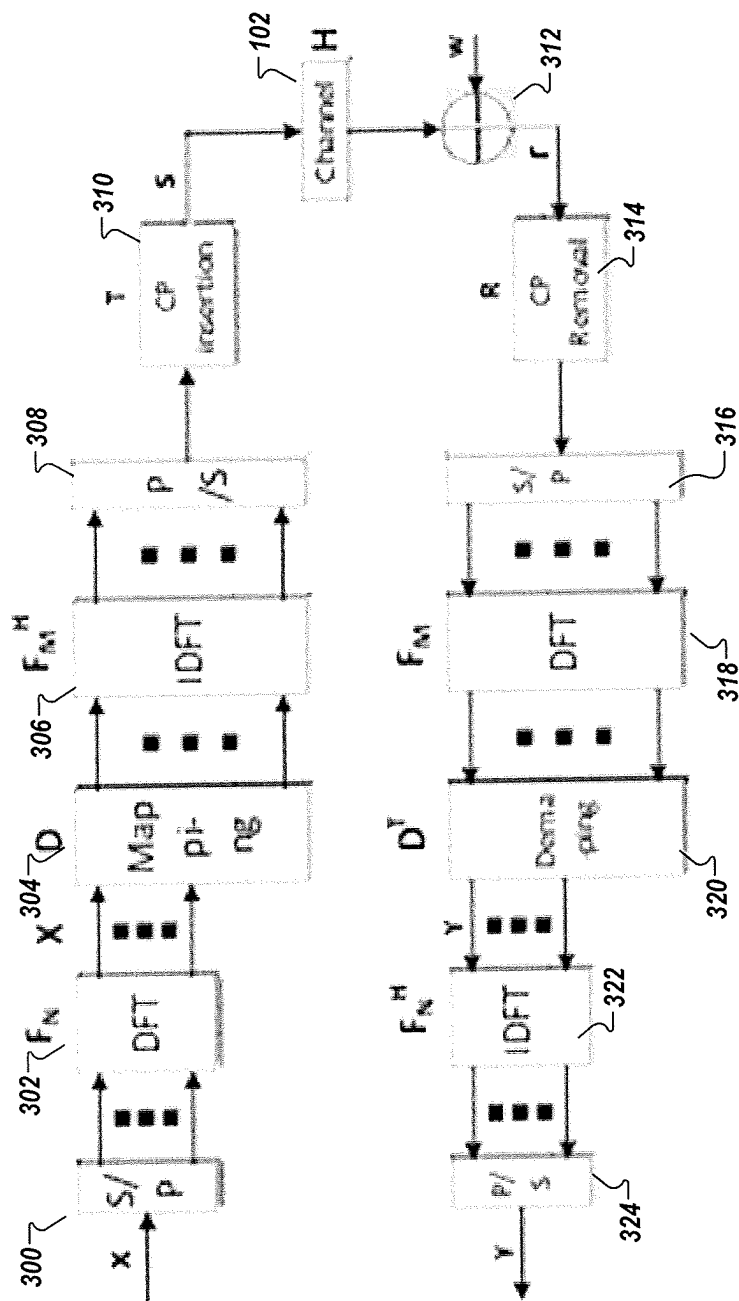 300
S/
P
X
302
F_N
DFT
X
304
D
Map
pi-
ng
306
F_M^H
IDFT
308
P
/S
310
T
CP
insertion
S
102
H
Channel
w
312
r
314
R
CP
Removal
316
S/
P
318
F_M
DFT
320
D^T
Dema
ping
Y
322
F_N^H
IDFT
324
P/
S
Y